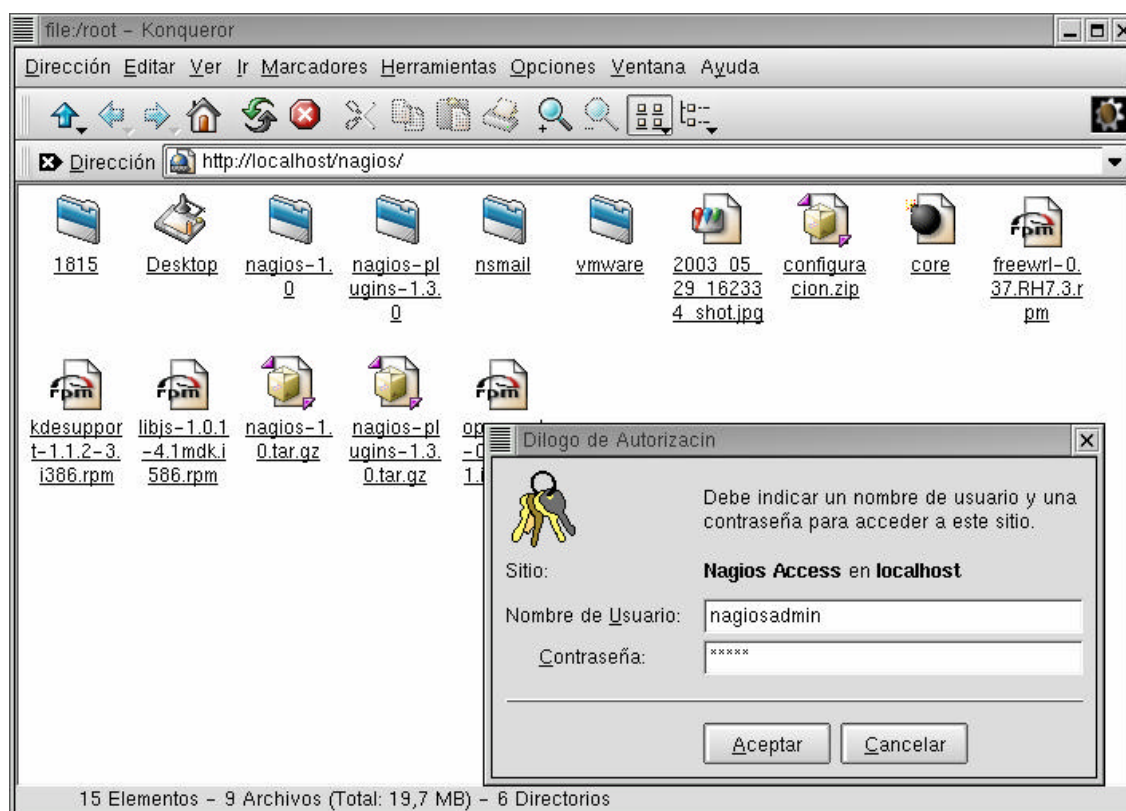 file:/root – Konqueror
Dirección Editar Ver Ir Marcadores Herramientas Opciones Ventana Ayuda
Dirección http://localhost/nagios/
1815
Desktop
nagios-1.
0
nagios-pl
ugins-1.3.
0
nsmail
vmware
2003_05_
29_16233
4_shot.jpg
configura
cion.zip
core
freewrl-0.
37.RH7.3.r
pm
kdesuppor
t-1.1.2-3.
i386.rpm
libjs-1.0.1
-4.1mdk.i
586.rpm
nagios-1.
0.tar.gz
nagios-pl
ugins-1.3.
0.tar.gz
rpm
rpm
rpm
rpm
Dilogo de Autorizacin
Debe indicar un nombre de usuario y una
contraseña para acceder a este sitio.
Sitio: Nagios Access en localhost
Nombre de Usuario: nagiosadmin
Contraseña: *****
Aceptar Cancelar
15 Elementos – 9 Archivos (Total: 19,7 MB) – 6 Directorios